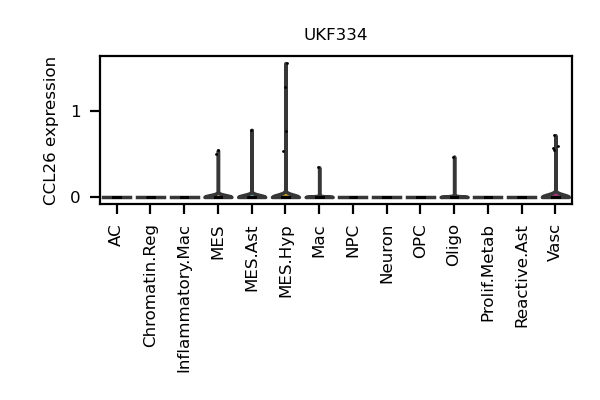 UKF334
CCL26 expression
1
0
AC
Chromatin.Reg
Inflammatory.Mac
MES
MES.Ast
MES.Hyp
Mac
NPC
Neuron
OPC
Oligo
Prolif.Metab
Reactive.Ast
Vasc